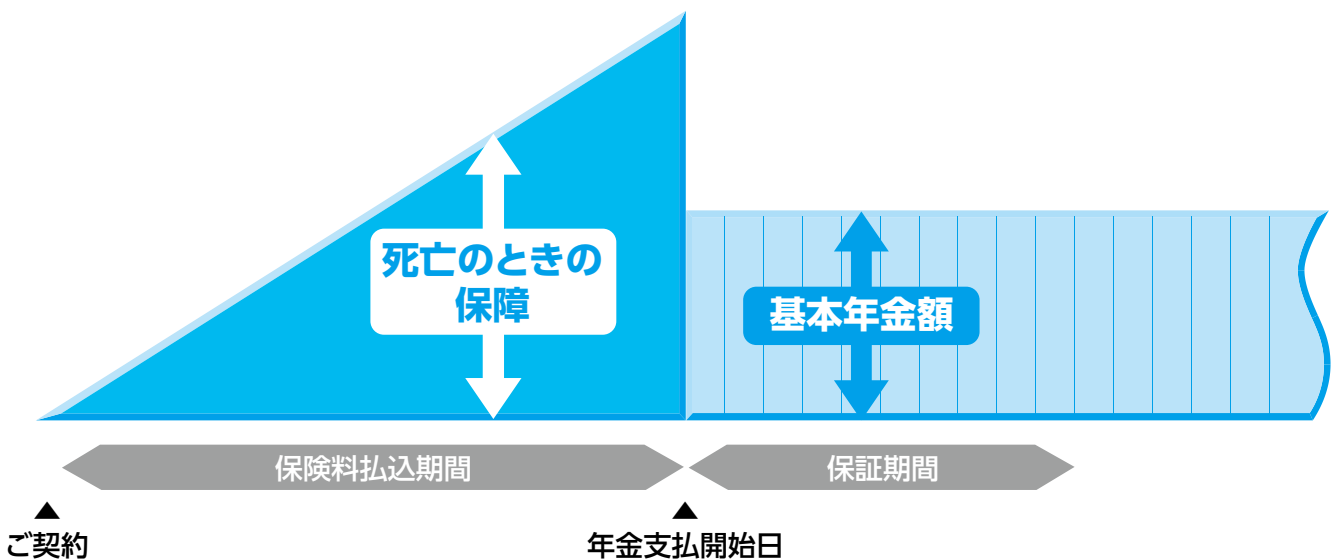 死亡のときの
保障
基本年金額
保険料払込期間
保証期間
ご契約
年金支払開始日